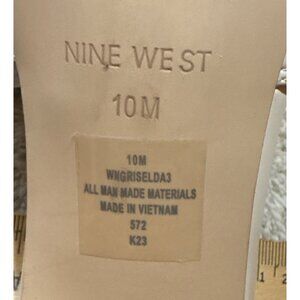 NINE WEST
10M
10M
WNGRISELDA3
ALL MAN MADE MATERIALS
MADE IN VIETNAM
572
K23